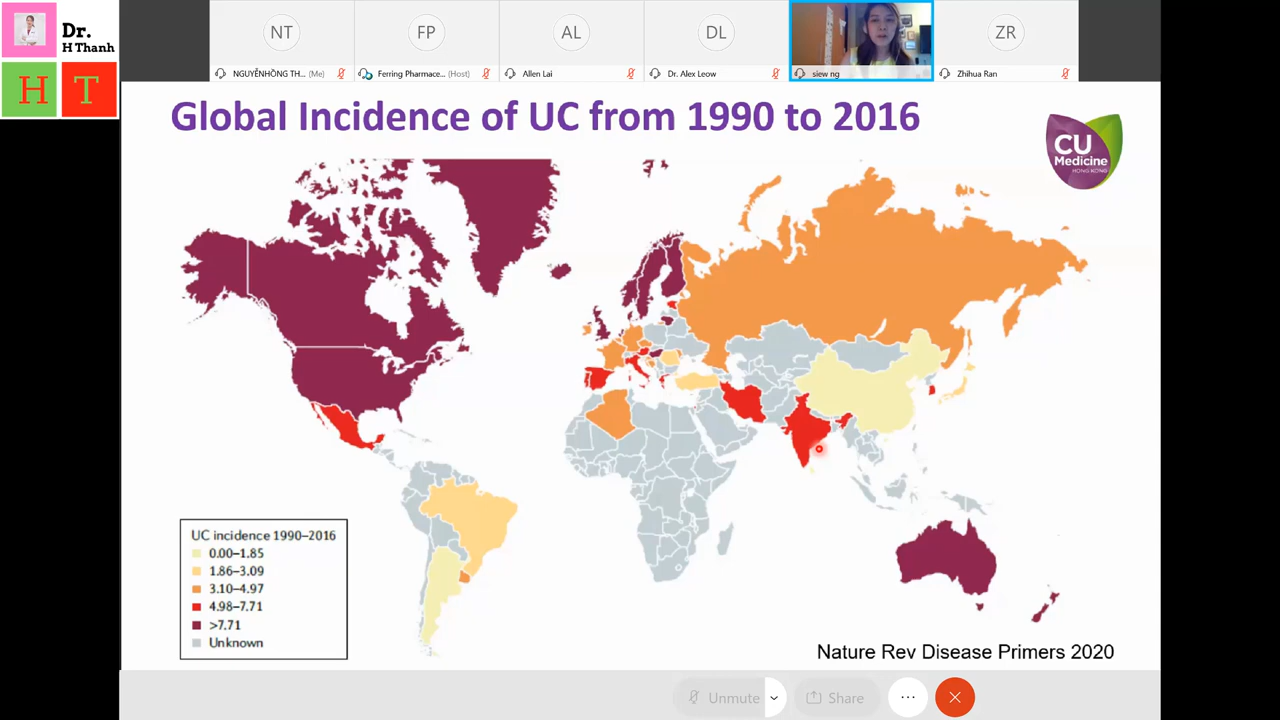 Dr.
H Thanh
H T
NT
FP
AL
DL
ZR
NGUYỄNHỒNG TH... (Me)
Ferring Pharmace... (Host)
Allen Lai
Dr. Alex Leow
siew ng
Zhihua Ran
Global Incidence of UC from 1990 to 2016
CU
Medicine
HONG KONG
UC incidence 1990–2016
0.00–1.85
1.86–3.09
3.10–4.97
4.98–7.71
>7.71
Unknown
Nature Rev Disease Primers 2020
Unmute
Share